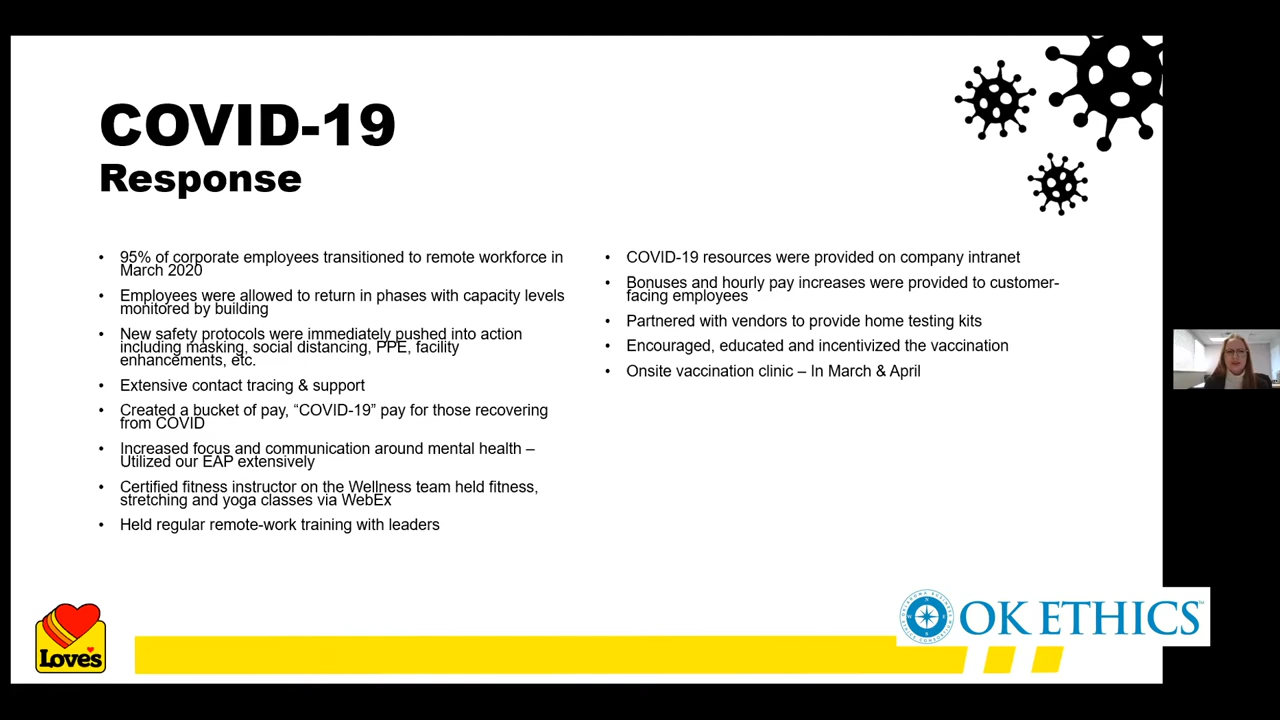 COVID-19
Response
• 95% of corporate employees transitioned to remote workforce in
March 2020
• Employees were allowed to return in phases with capacity levels
monitored by building
• New safety protocols were immediately pushed into action
including masking, social distancing, PPE, facility
enhancements, etc.
• Extensive contact tracing & support
• Created a bucket of pay, “COVID-19” pay for those recovering
from COVID
• Increased focus and communication around mental health –
Utilized our EAP extensively
• Certified fitness instructor on the Wellness team held fitness,
stretching and yoga classes via WebEx
• Held regular remote-work training with leaders
• COVID-19 resources were provided on company intranet
• Bonuses and hourly pay increases were provided to customer-
facing employees
• Partnered with vendors to provide home testing kits
• Encouraged, educated and incentivized the vaccination
• Onsite vaccination clinic – In March & April
Love's
OK ETHICS